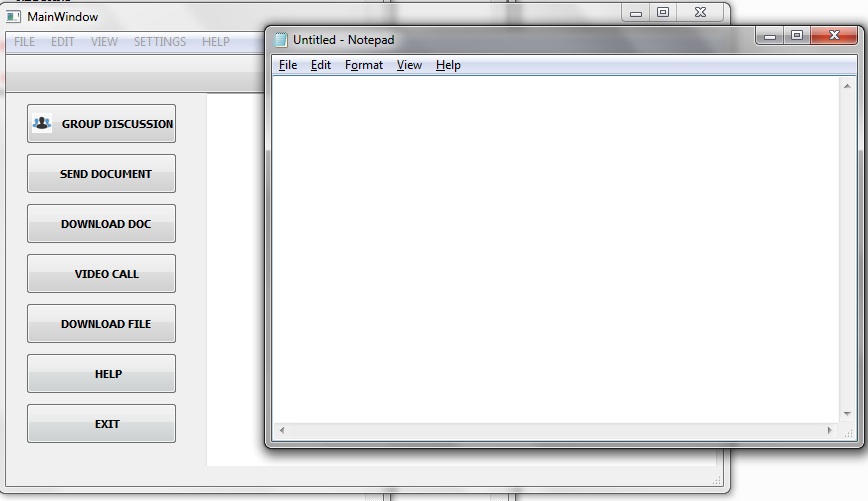 MainWindow
FILE EDIT VIEW SETTINGS HELP
Untitled - Notepad
File Edit Format View Help
GROUP DISCUSSION
SEND DOCUMENT
DOWNLOAD DOC
VIDEO CALL
DOWNLOAD FILE
HELP
EXIT